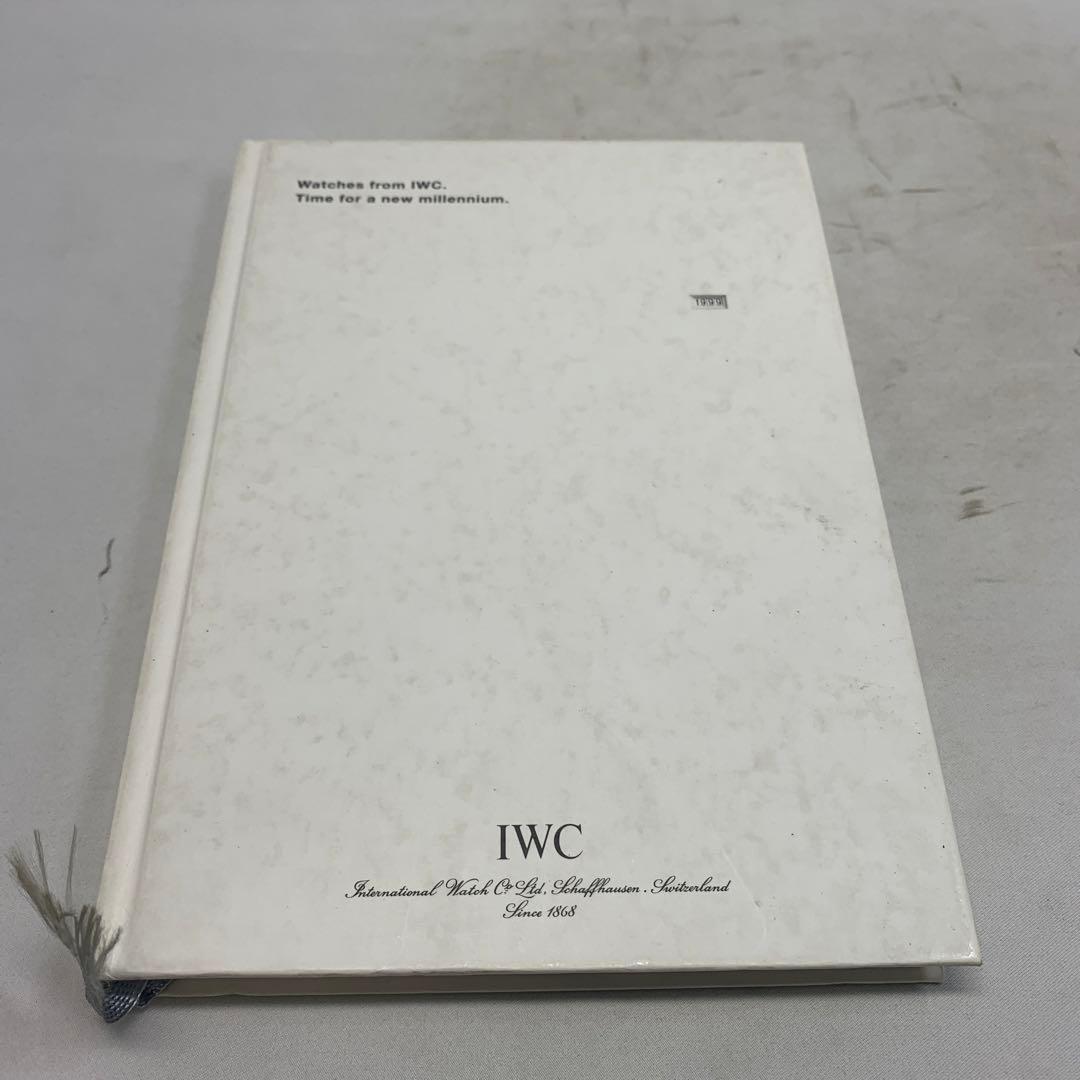 Watches from IWC.
Time for a new millennium.
1999
IWC
International Watch Co Ltd, Schaffhausen. Switzerland
Since 1868